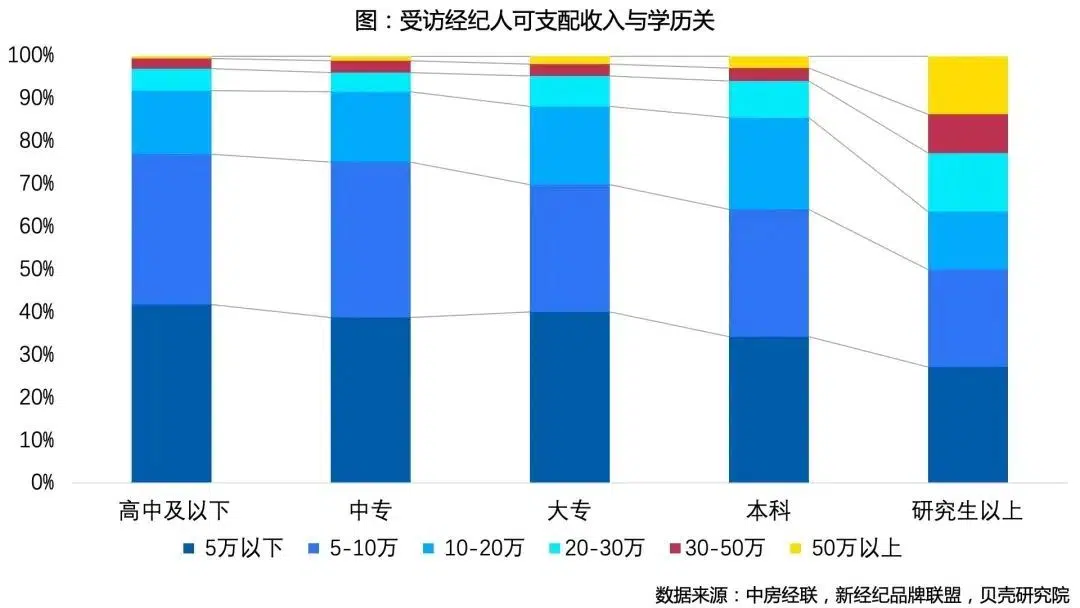 图：受访经纪人可支配收入与学历关
100%
90%
80%
70%
60%
50%
40%
30%
20%
10%
0%
高中及以下 中专 大专 本科 研究生以上
5万以下 5-10万 10-20万 20-30万 30-50万 50万以上
数据来源：中房经联，新经纪品牌联盟，贝壳研究院